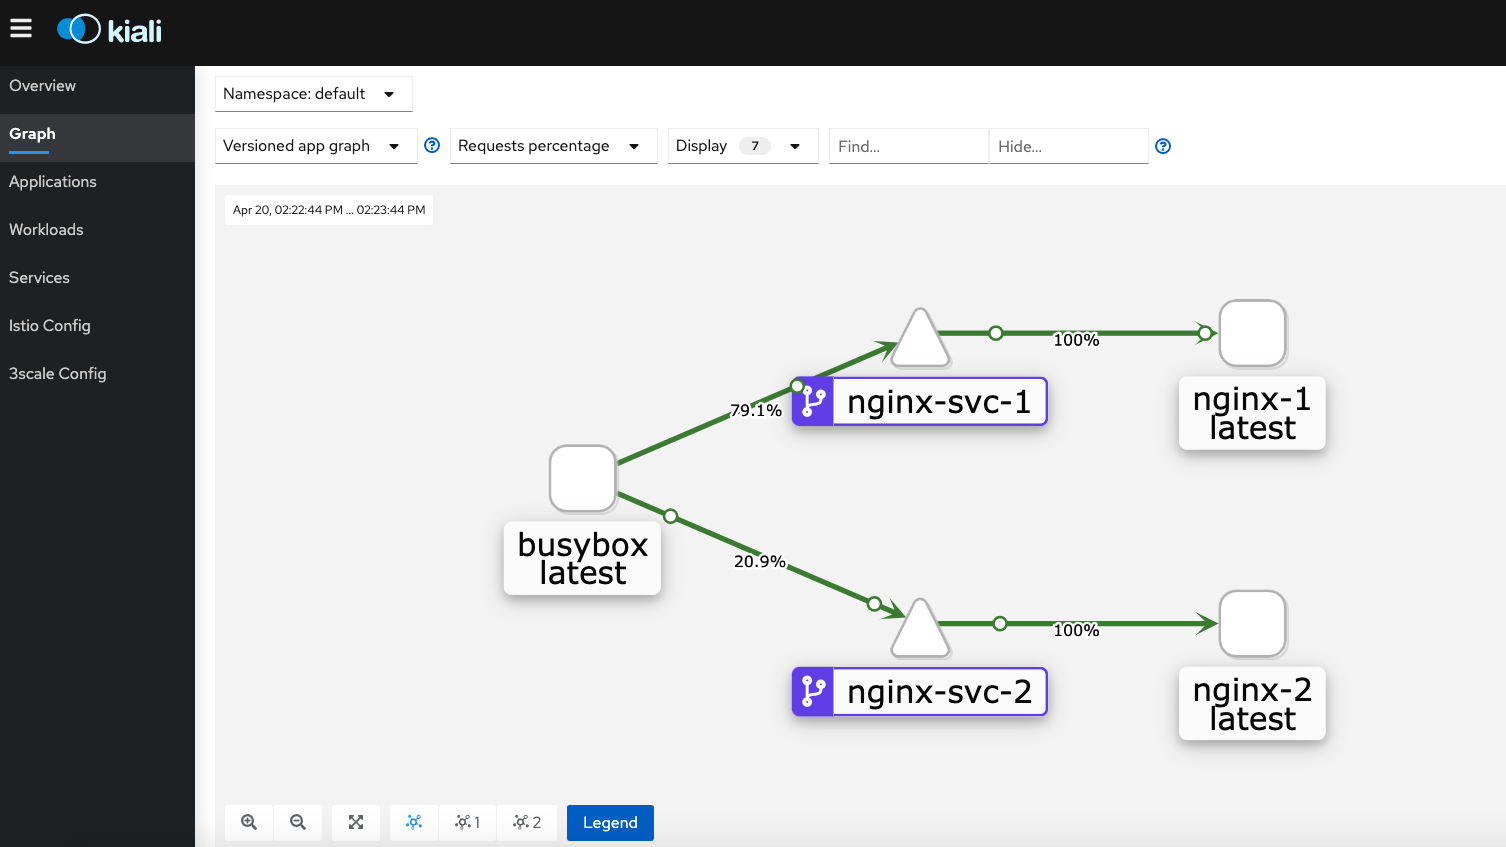 kiali
Overview
Graph
Applications
Workloads
Services
Istio Config
3scale Config
Namespace: default
Versioned app graph
Requests percentage
Display 7
Find...
Hide...
Apr 20, 02:22:44 PM ... 02:23:44 PM
100%
79.1%
nginx-svc-1
nginx-1
latest
busybox
latest
20.9%
100%
nginx-svc-2
nginx-2
latest
1
2
Legend